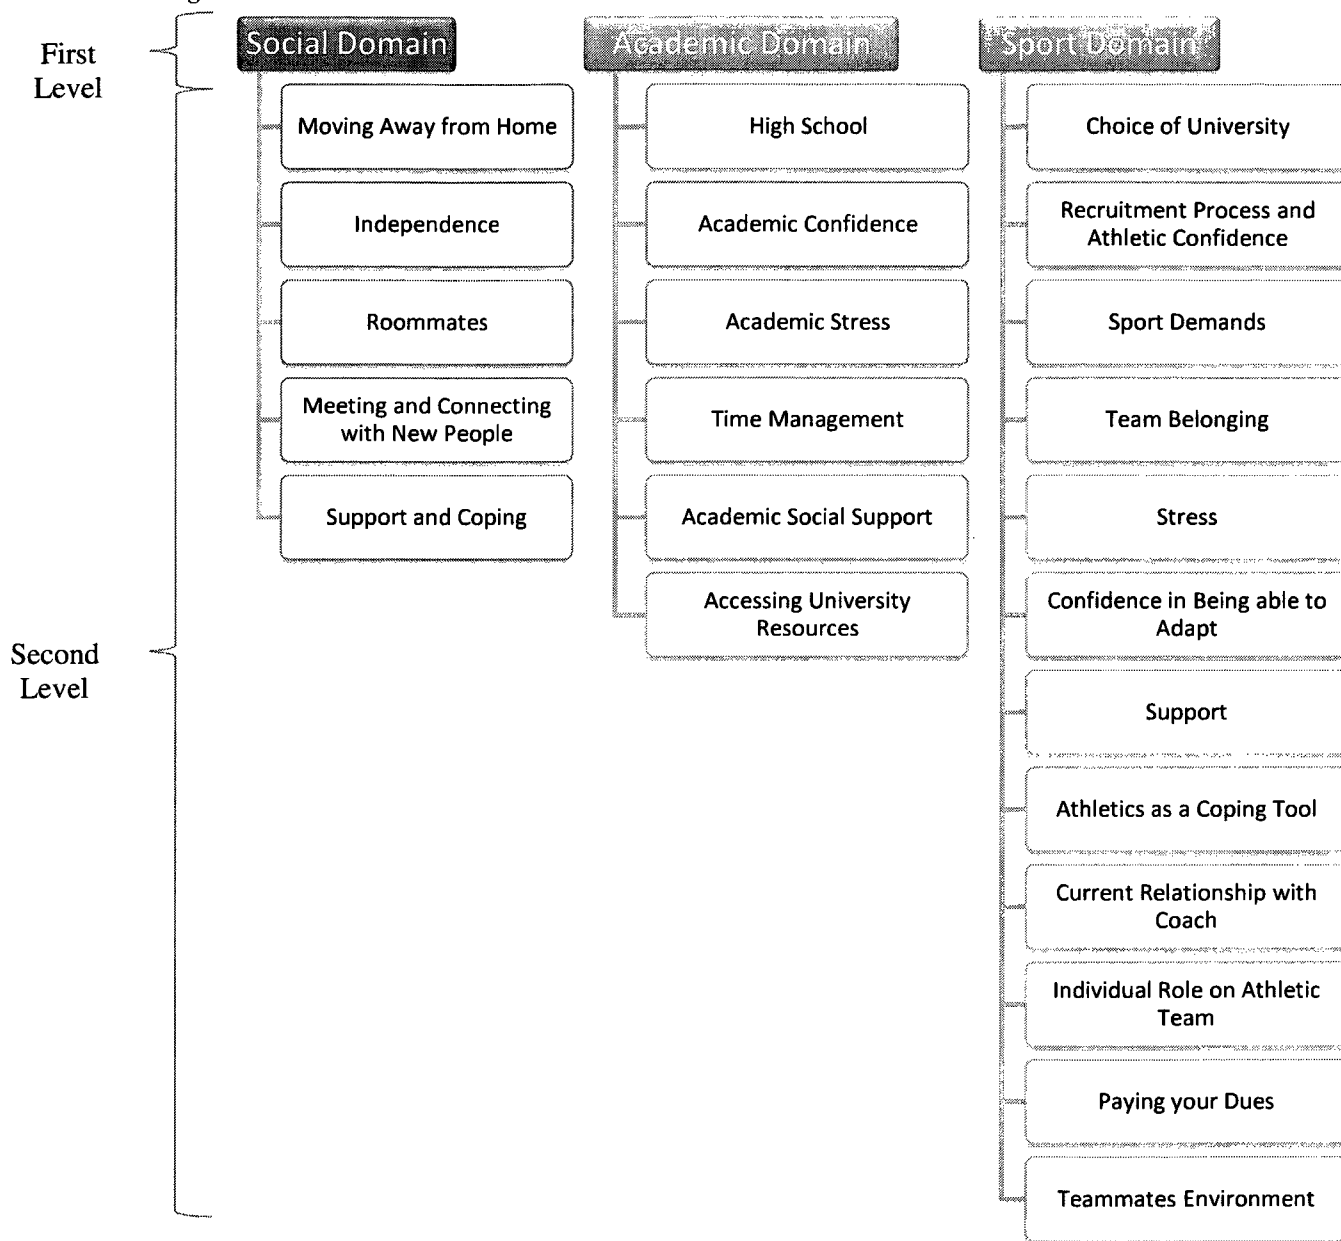 First
Level
Second
Level
Social Domain
Moving Away from Home
Independence
Roommates
Meeting and Connecting
with New People
Support and Coping
Academic Domain
High School
Academic Confidence
Academic Stress
Time Management
Academic Social Support
Accessing University
Resources
Sport Domain
Choice of University
Recruitment Process and
Athletic Confidence
Sport Demands
Team Belonging
Stress
Confidence in Being able to
Adapt
Support
Athletics as a Coping Tool
Current Relationship with
Coach
Individual Role on Athletic
Team
Paying your Dues
Teammates Environment